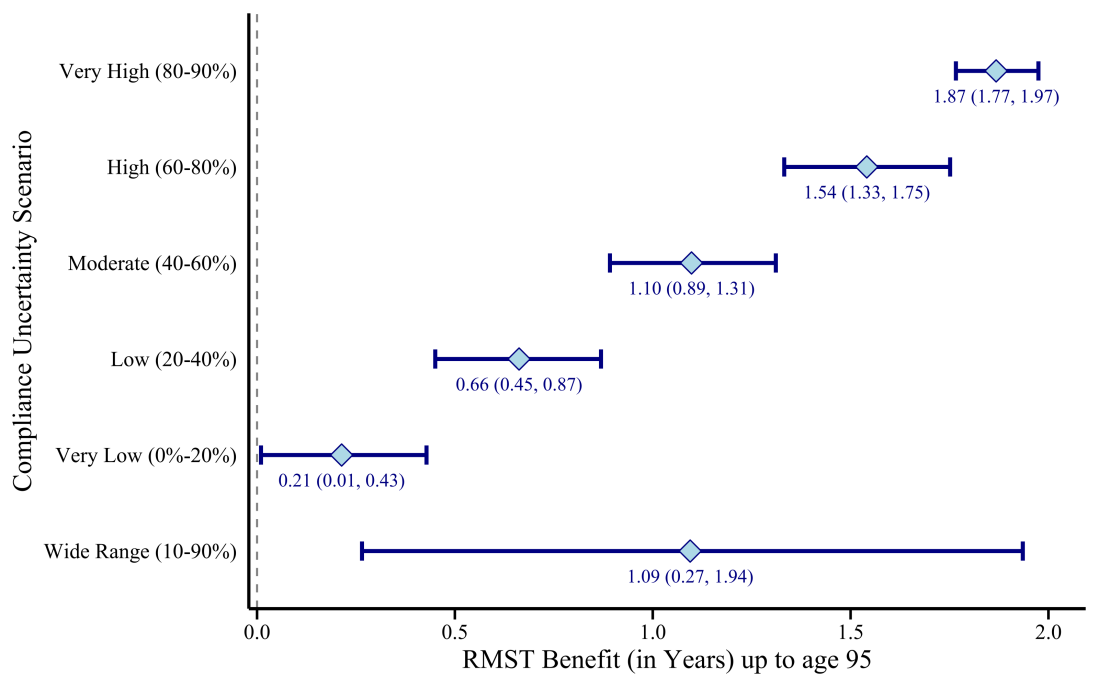 Compliance Uncertainty Scenario
Very High (80-90%)
1.87 (1.77, 1.97)
High (60-80%)
1.54 (1.33, 1.75)
Moderate (40-60%)
1.10 (0.89, 1.31)
Low (20-40%)
0.66 (0.45, 0.87)
Very Low (0%-20%)
0.21 (0.01, 0.43)
Wide Range (10-90%)
1.09 (0.27, 1.94)
0.0 0.5 1.0 1.5 2.0
RMST Benefit (in Years) up to age 95